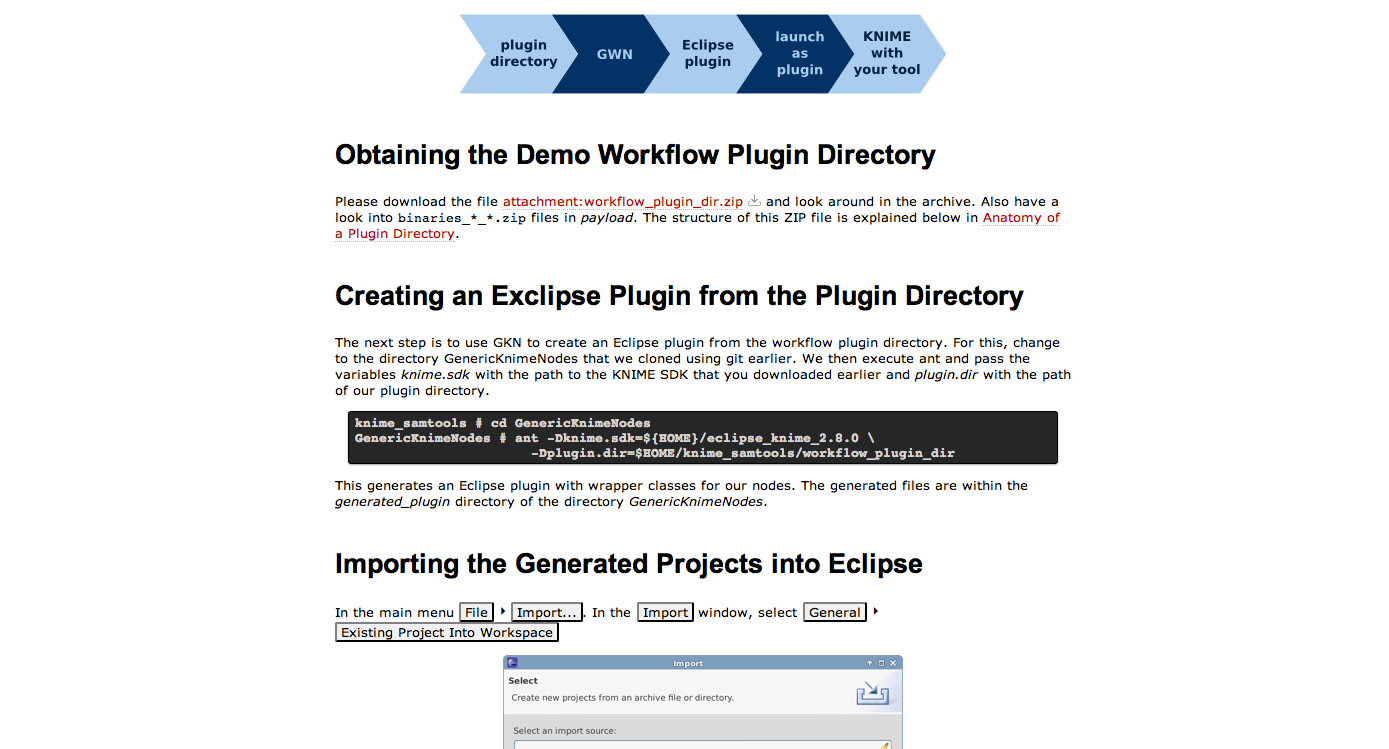 plugin
directory
GWN
Eclipse
plugin
launch
as
plugin
KNIME
with
your tool
Obtaining the Demo Workflow Plugin Directory
Please download the file attachment:workflow_plugin_dir.zip and look around in the archive. Also have a
look into binaries_*_*.zip files in payload. The structure of this ZIP file is explained below in Anatomy of
a Plugin Directory.
Creating an Exclipse Plugin from the Plugin Directory
The next step is to use GKN to create an Eclipse plugin from the workflow plugin directory. For this, change
to the directory GenericKnimeNodes that we cloned using git earlier. We then execute ant and pass the
variables knime.sdk with the path to the KNIME SDK that you downloaded earlier and plugin.dir with the path
of our plugin directory.
knime_samtools # cd GenericKnimeNodes
GenericKnimeNodes # ant -Dknime.sdk=${HOME}/eclipse_knime_2.8.0 \
-Dplugin.dir=$HOME/knime_samtools/workflow_plugin_dir
This generates an Eclipse plugin with wrapper classes for our nodes. The generated files are within the
generated_plugin directory of the directory GenericKnimeNodes.
Importing the Generated Projects into Eclipse
In the main menu File ‣ Import.... In the Import window, select General ‣
Existing Project Into Workspace
Import
Select
Create new projects from an archive file or directory.
Select an import source: